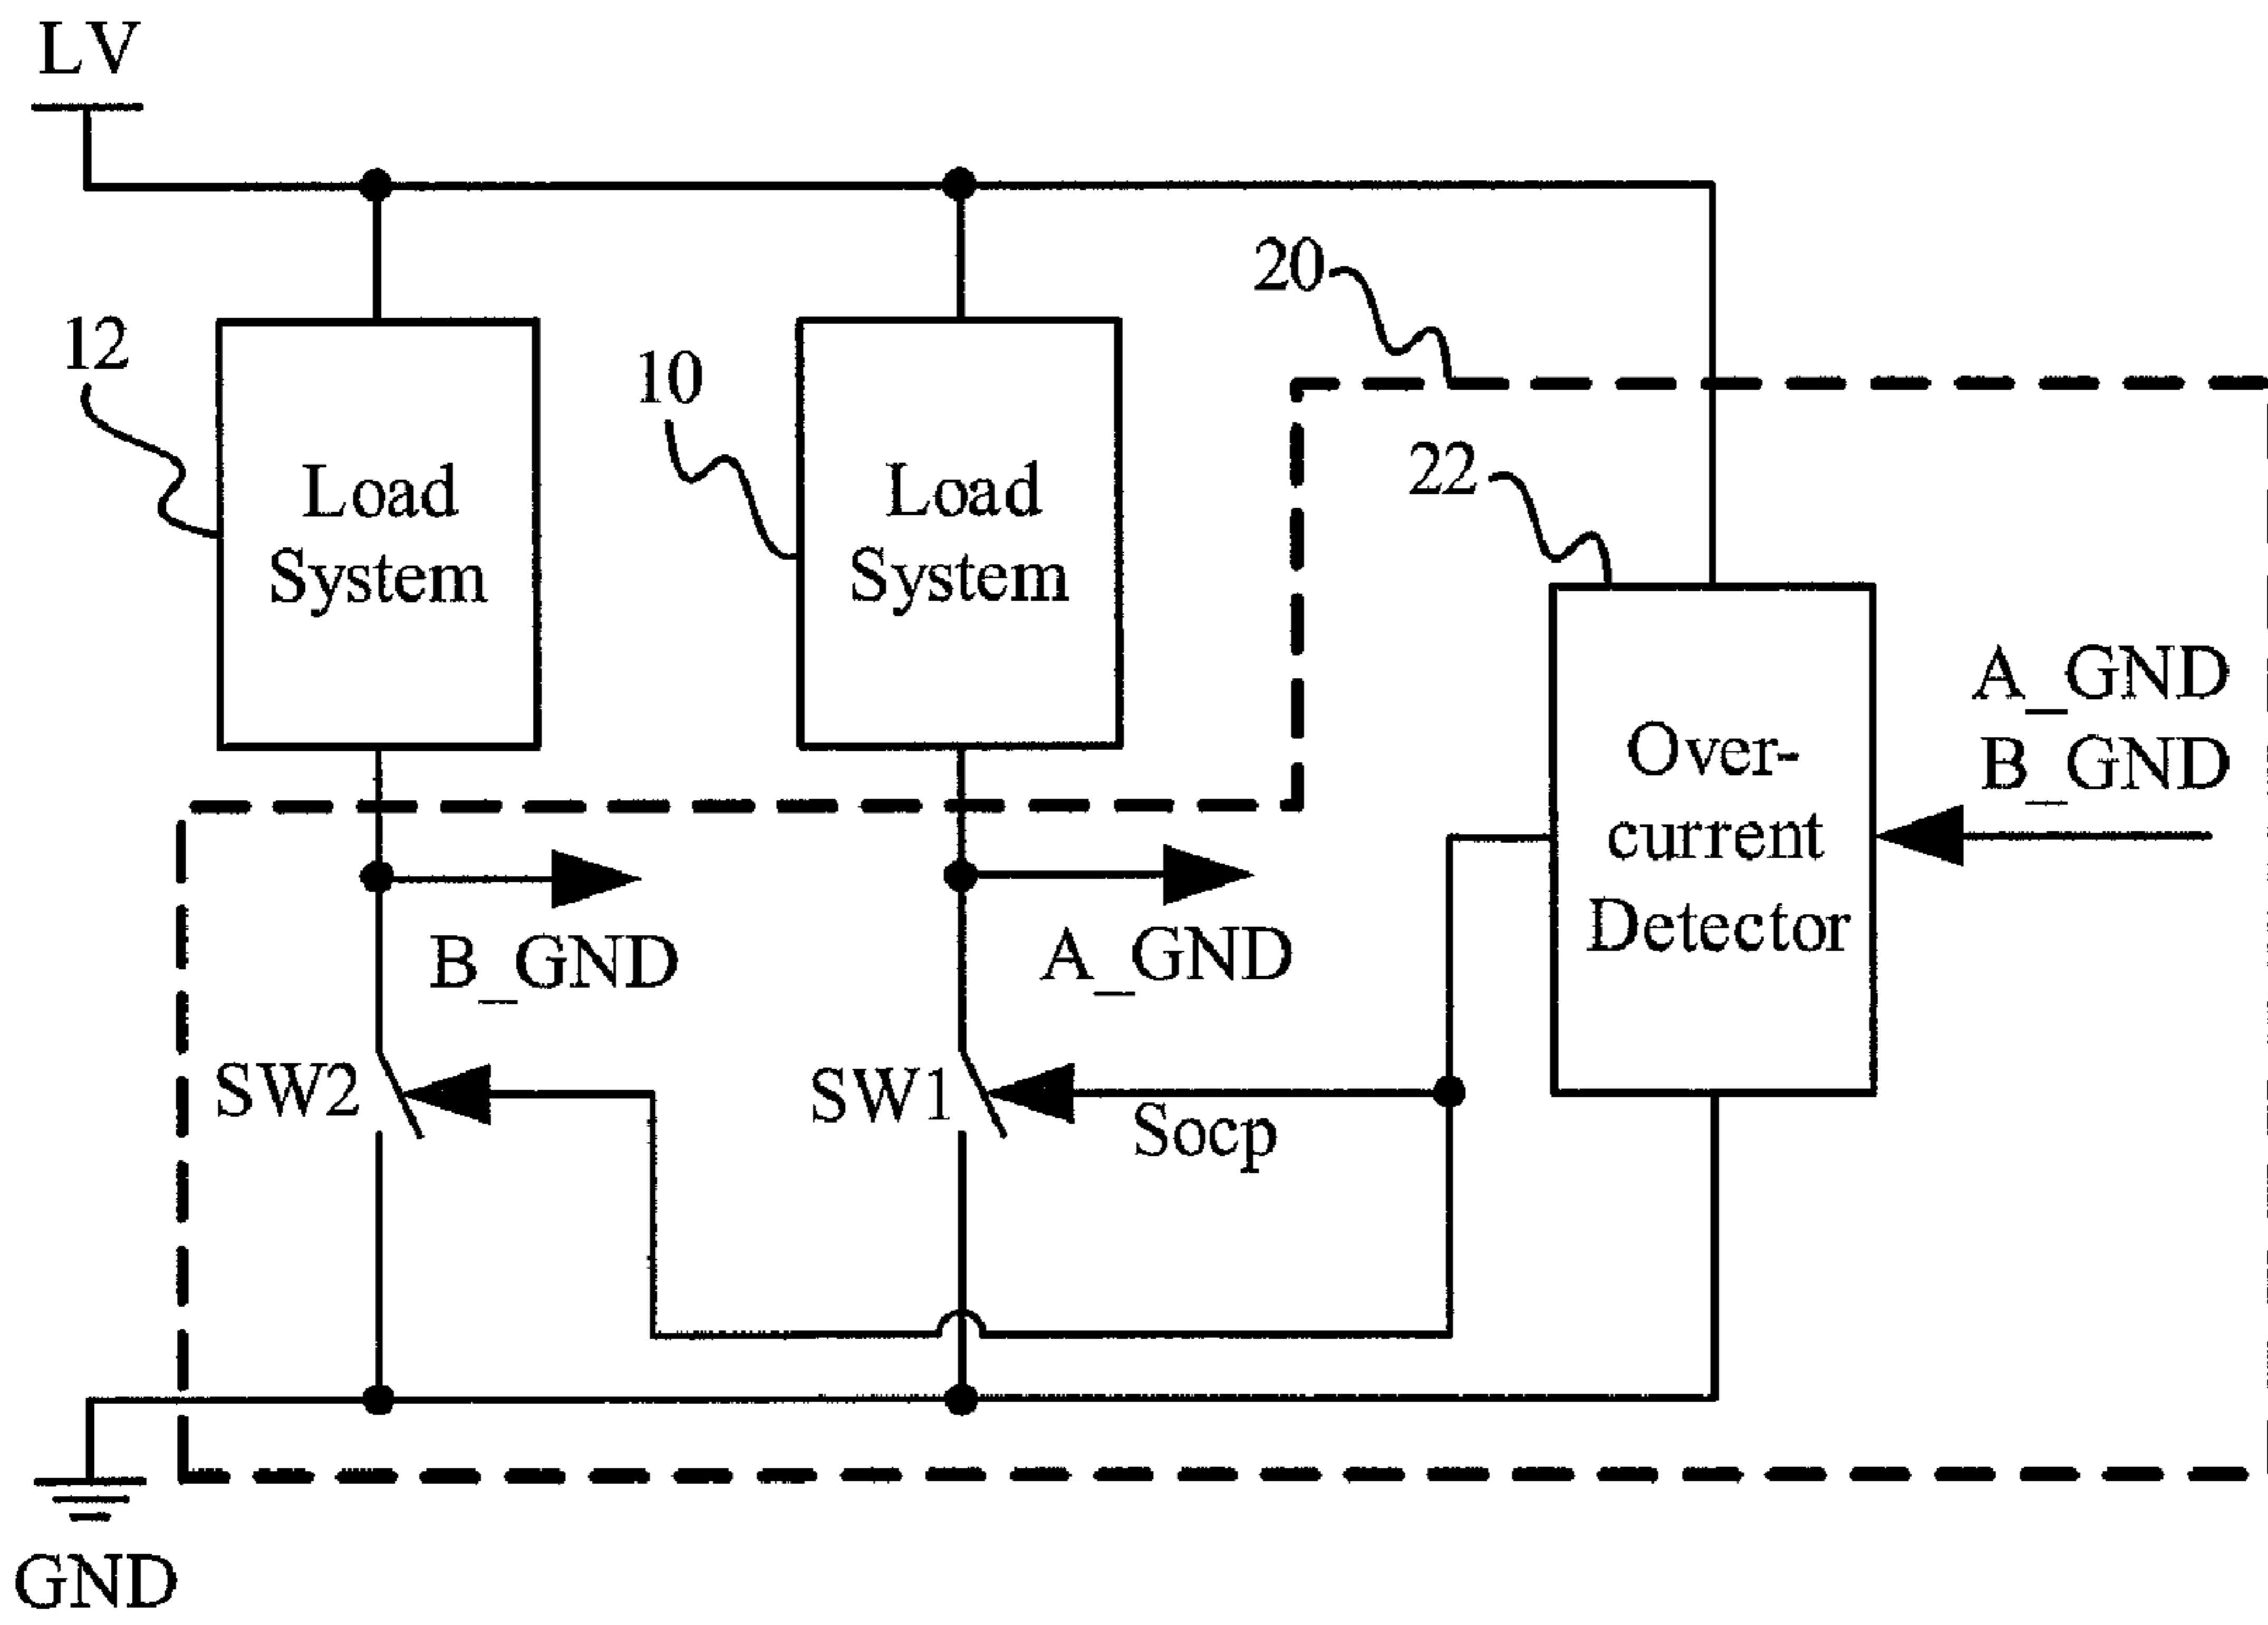 LV
20
12
10
22
Load
System
Load
System
A_GND
B_GND
Over-
current
Detector
B_GND
A_GND
SW2
SW1
Socp
GND